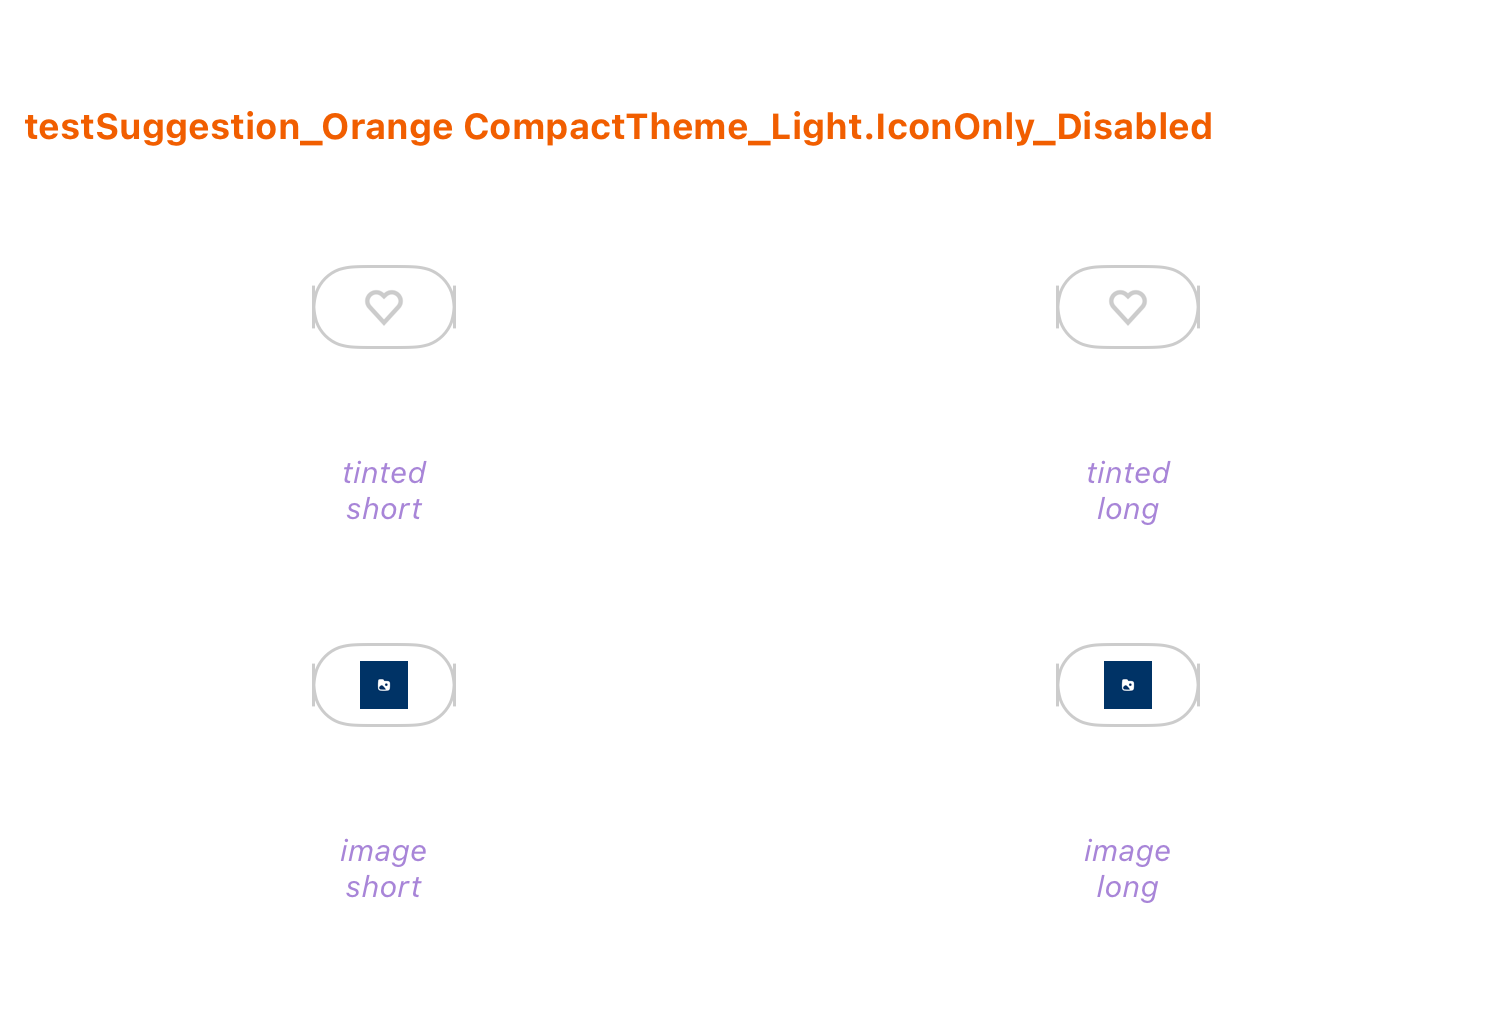 testSuggestion_Orange CompactTheme_Light.IconOnly_Disabled
tinted
short
tinted
long
image
short
image
long